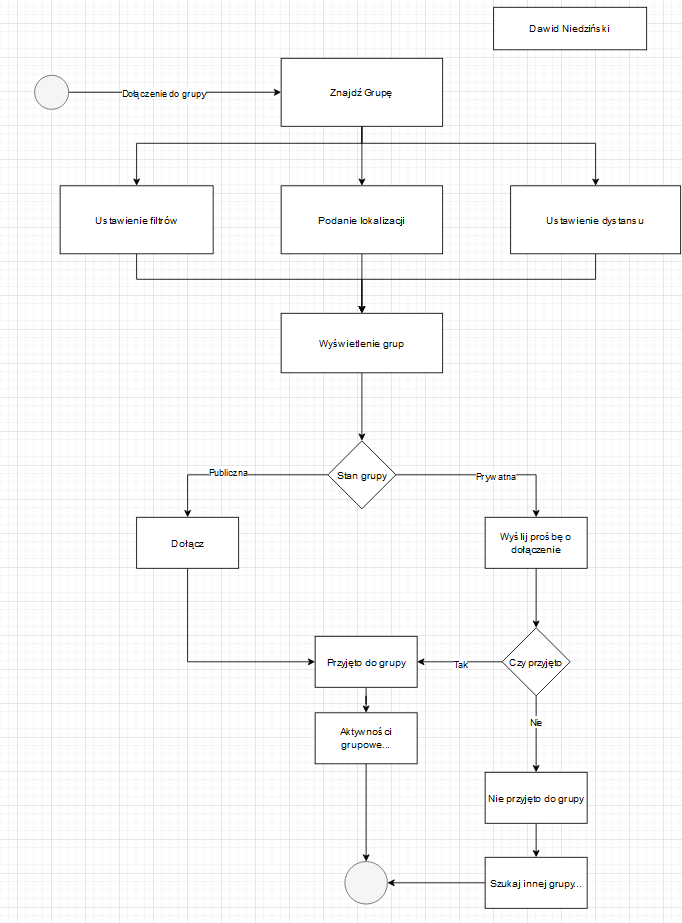 Dawid Niedziński
Dołączenie do grupy
Znajdź Grupę
Ustawienie filtrów
Podanie lokalizacji
Ustawienie dystansu
Wyświetlenie grup
Publiczna
Stan grupy
Prywatna
Dołącz
Wyślij prośbę o
dołączenie
Przyjęto do grupy
Tak
Czy przyjęto
Nie
Aktywności
grupowe...
Nie przyjęto do grupy
Szukaj innej grupy...